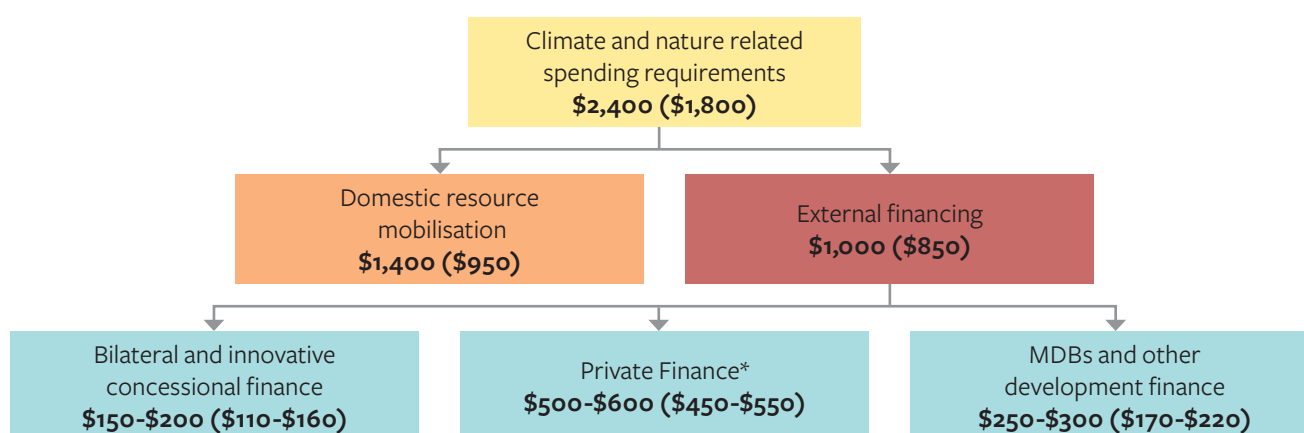 Climate and nature related
spending requirements
$2,400 ($1,800)
Domestic resource
mobilisation
$1,400 ($950)
External financing
$1,000 ($850)
Bilateral and innovative
concessional finance
$150-$200 ($110-$160)
Private Finance*
$500-$600 ($450-$550)
MDBs and other
development finance
$250-$300 ($170-$220)